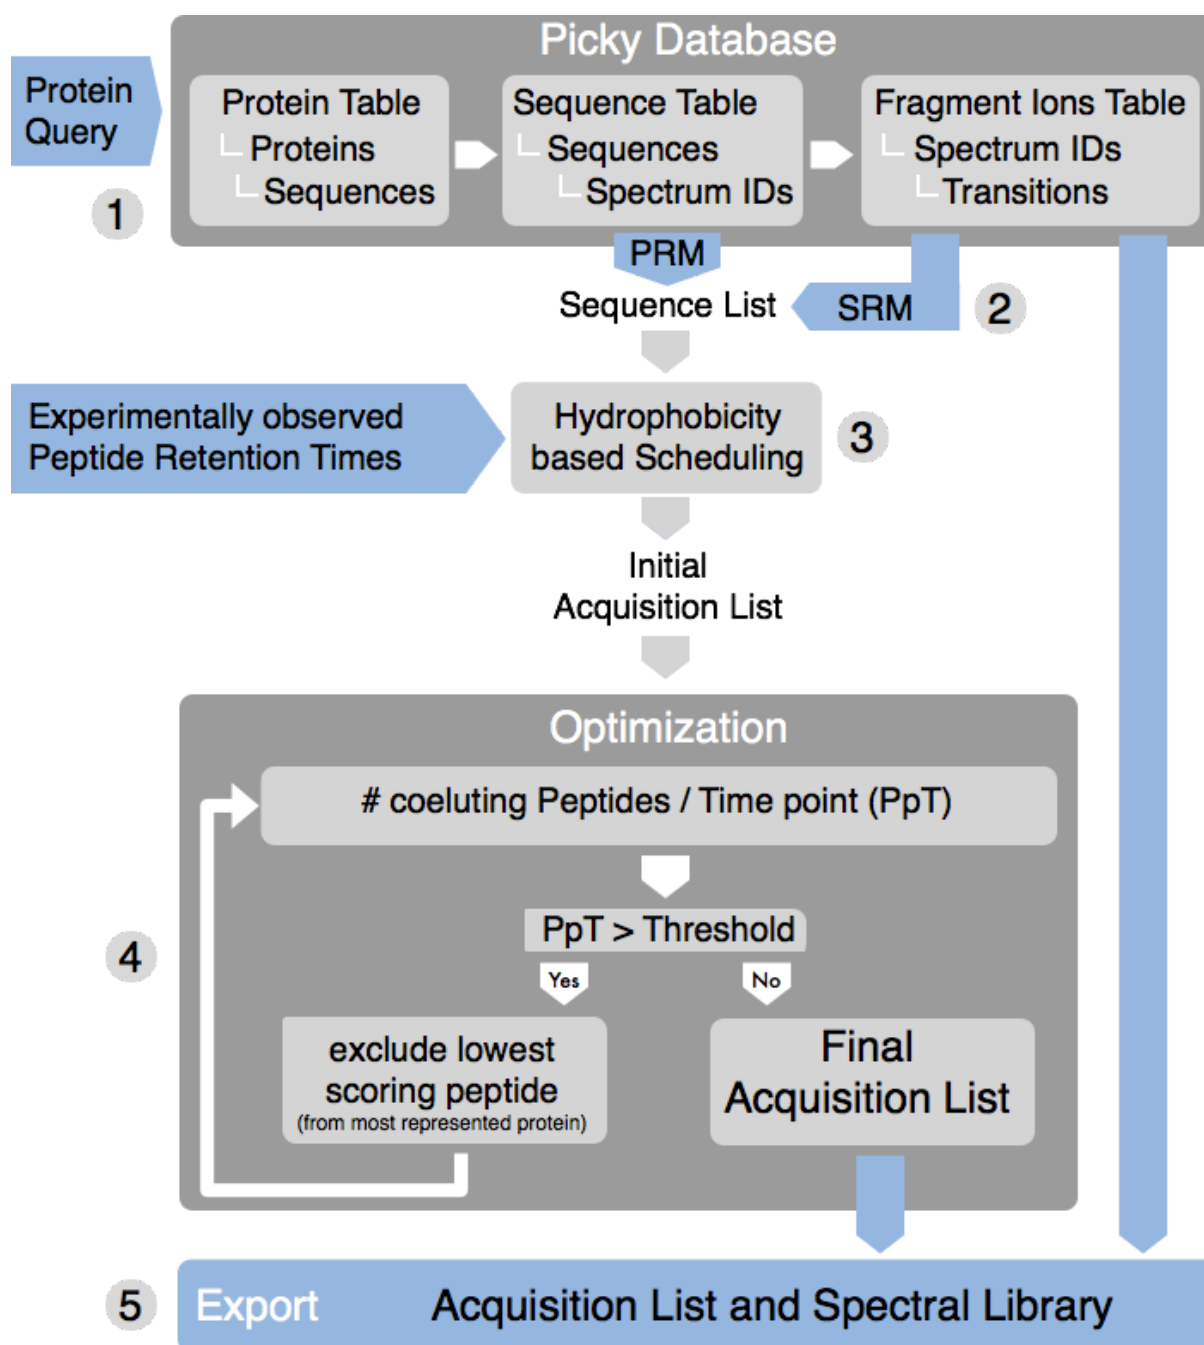 Picky Database
Protein
Query
Protein Table
Proteins
Sequences
Sequence Table
Sequences
Spectrum IDs
Fragment Ions Table
Spectrum IDs
Transitions
1
PRM
Sequence List
SRM
2
Experimentally observed
Peptide Retention Times
Hydrophobicity
based Scheduling
3
Initial
Acquisition List
Optimization
# coeluting Peptides / Time point (PpT)
PpT > Threshold
Yes
No
4
exclude lowest
scoring peptide
(from most represented protein)
Final
Acquisition List
5
Export
Acquisition List and Spectral Library